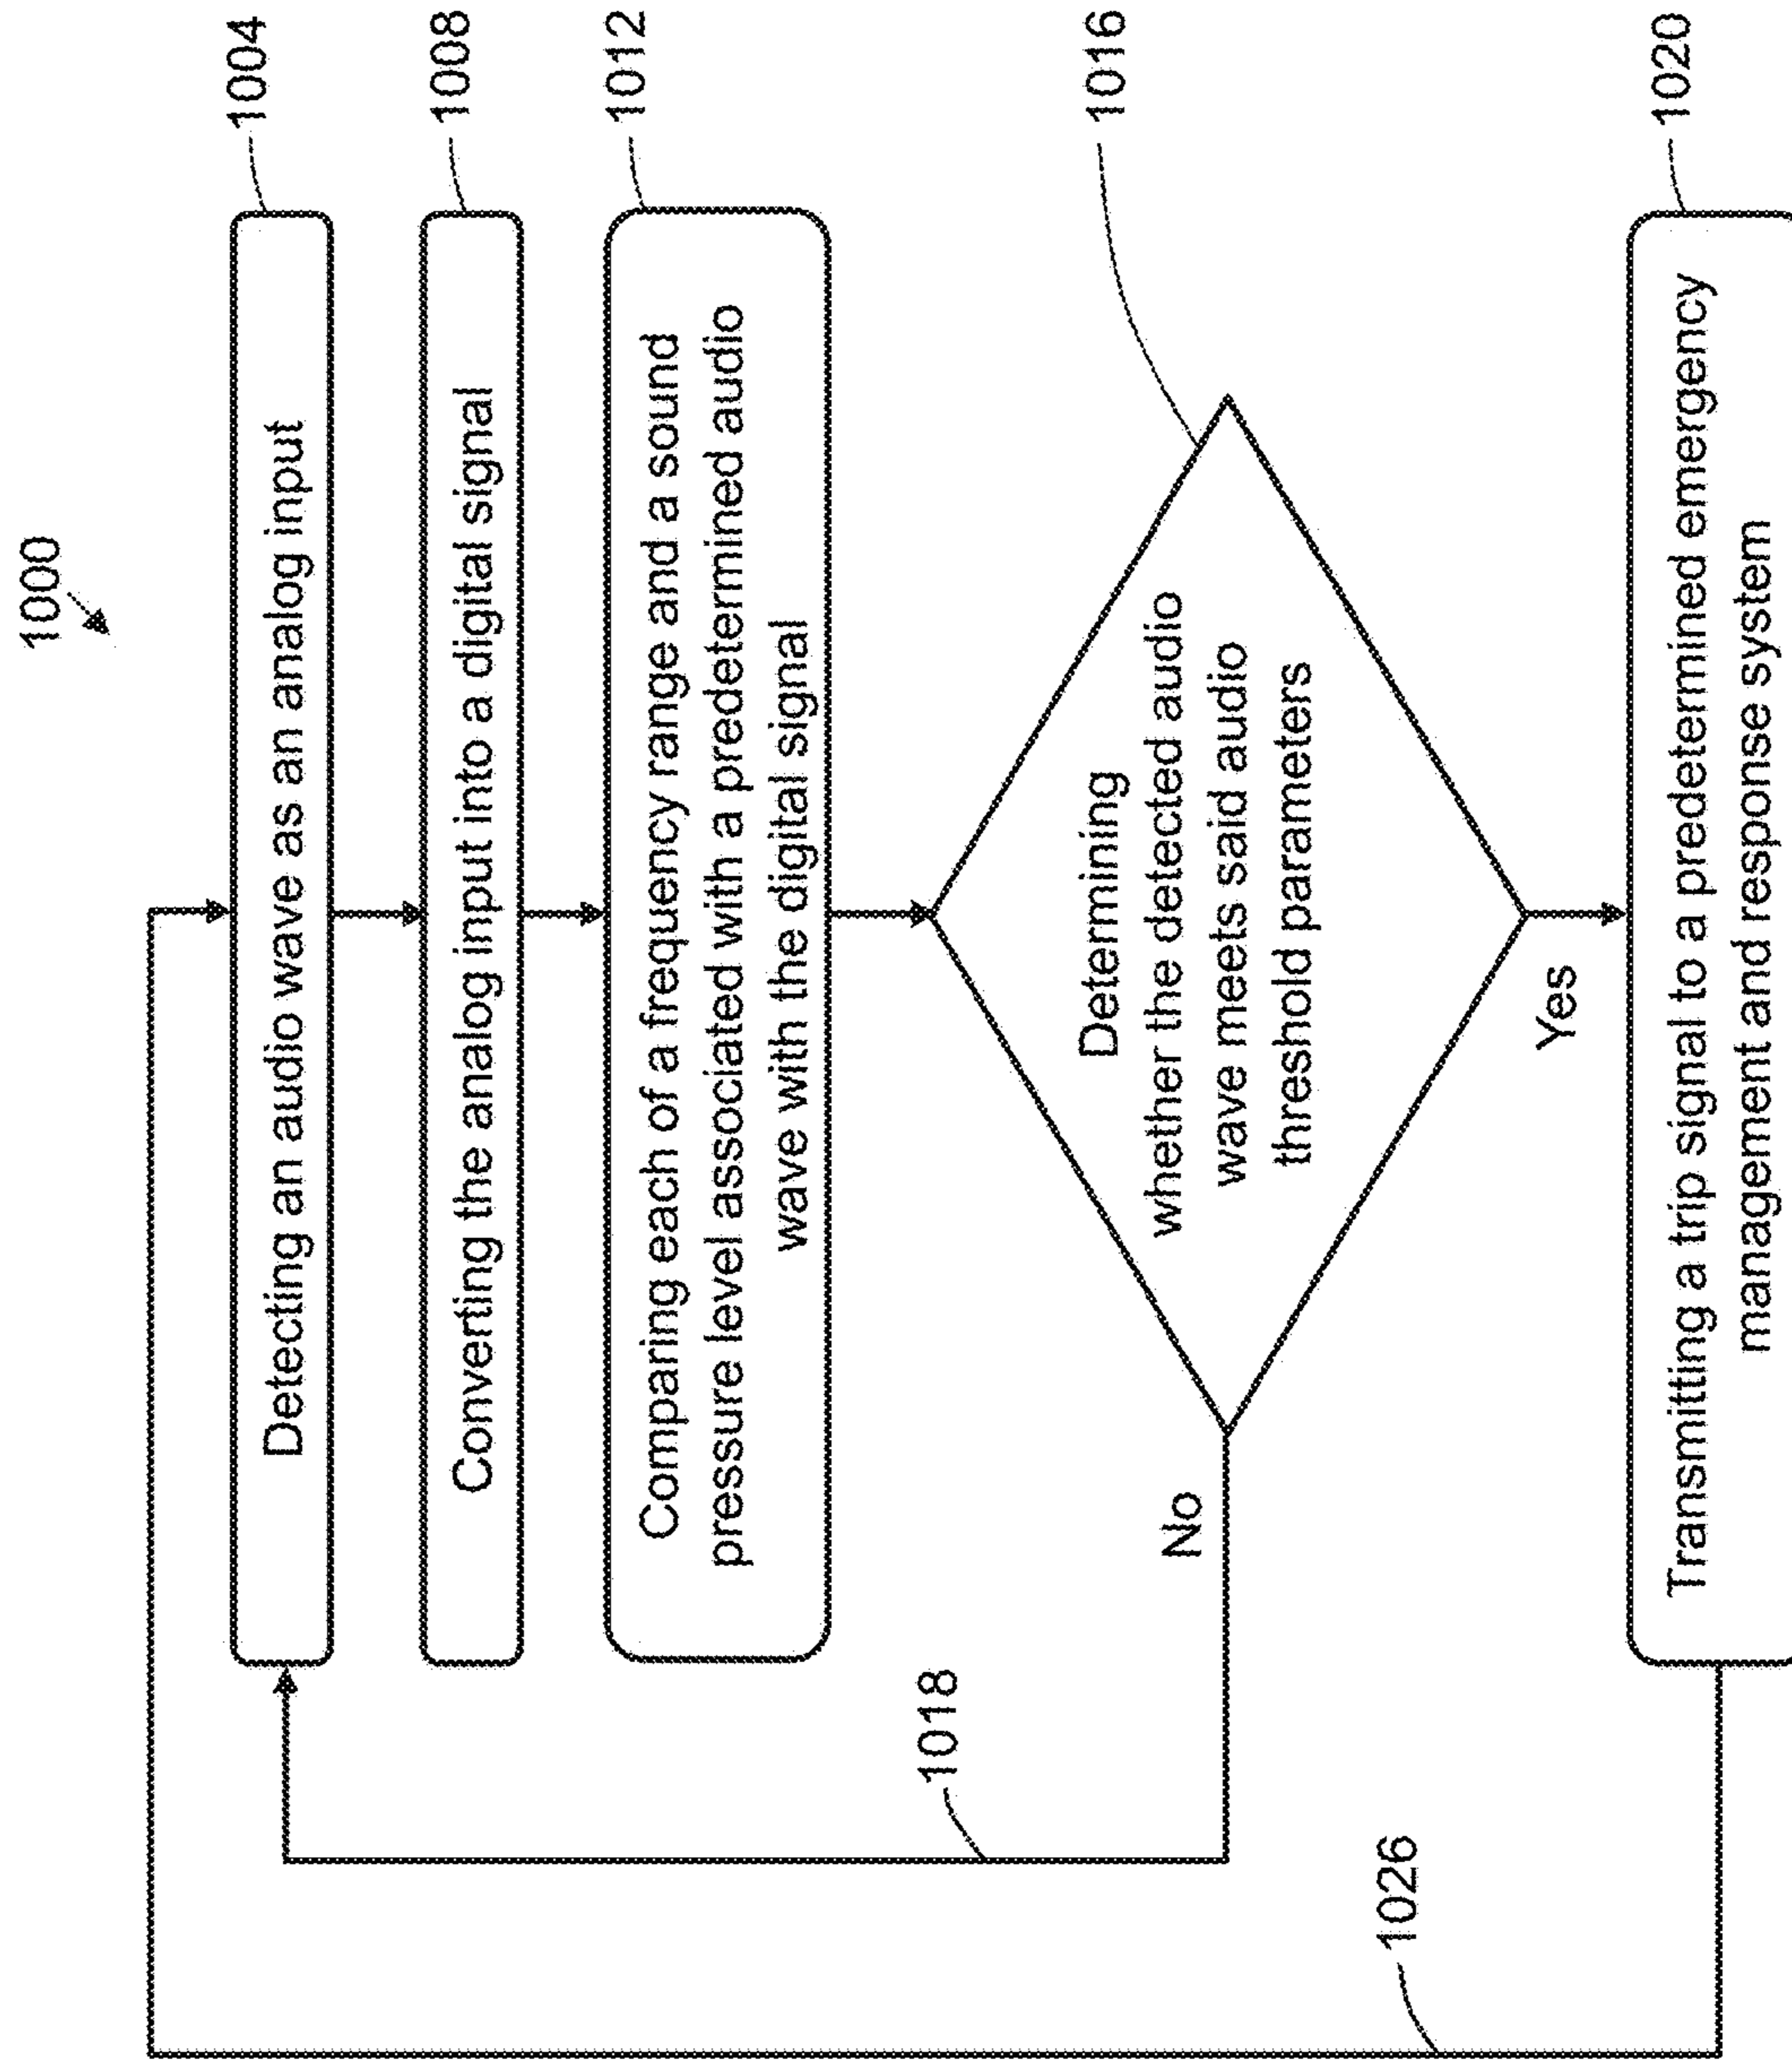 1000
Detecting an audio wave as an analog input
1004
Converting the analog input into a digital signal
1008
Comparing each of a frequency range and a sound
pressure level associated with a predetermined audio
wave with the digital signal
1012
Determining
whether the detected audio
wave meets said audio
threshold parameters
1016
No
1018
Yes
Transmitting a trip signal to a predetermined emergency
management and response system
1020
1026